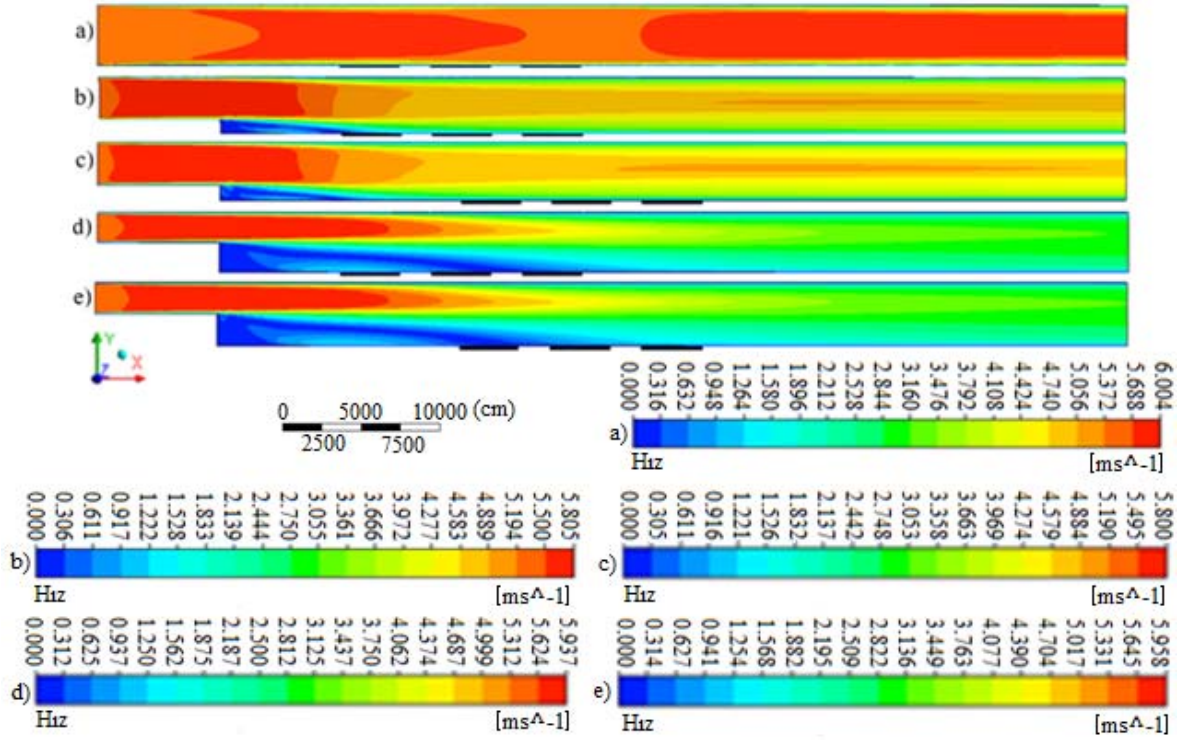 a)
b)
c)
d)
e)
Y
X
Z
0 5000 10000 (cm)
2500 7500
0.000 0.316 0.632 0.948 1.264 1.580 1.896 2.212 2.528 2.844 3.160 3.476 3.792 4.108 4.424 4.740 5.056 5.372 5.688 6.004
a)
Hız [ms^-1]
0.000 0.306 0.611 0.917 1.222 1.528 1.833 2.139 2.444 2.750 3.055 3.361 3.666 3.972 4.277 4.583 4.889 5.194 5.500 5.805
b)
Hız [ms^-1]
0.000 0.305 0.611 0.916 1.221 1.526 1.832 2.137 2.442 2.748 3.053 3.358 3.663 3.969 4.274 4.579 4.884 5.190 5.495 5.800
c)
Hız [ms^-1]
0.000 0.312 0.625 0.937 1.250 1.562 1.875 2.187 2.500 2.812 3.125 3.437 3.750 4.062 4.374 4.687 4.999 5.312 5.624 5.937
d)
Hız [ms^-1]
0.000 0.314 0.627 0.941 1.254 1.568 1.882 2.195 2.509 2.822 3.136 3.449 3.763 4.077 4.390 4.704 5.017 5.331 5.645 5.958
e)
Hız [ms^-1]